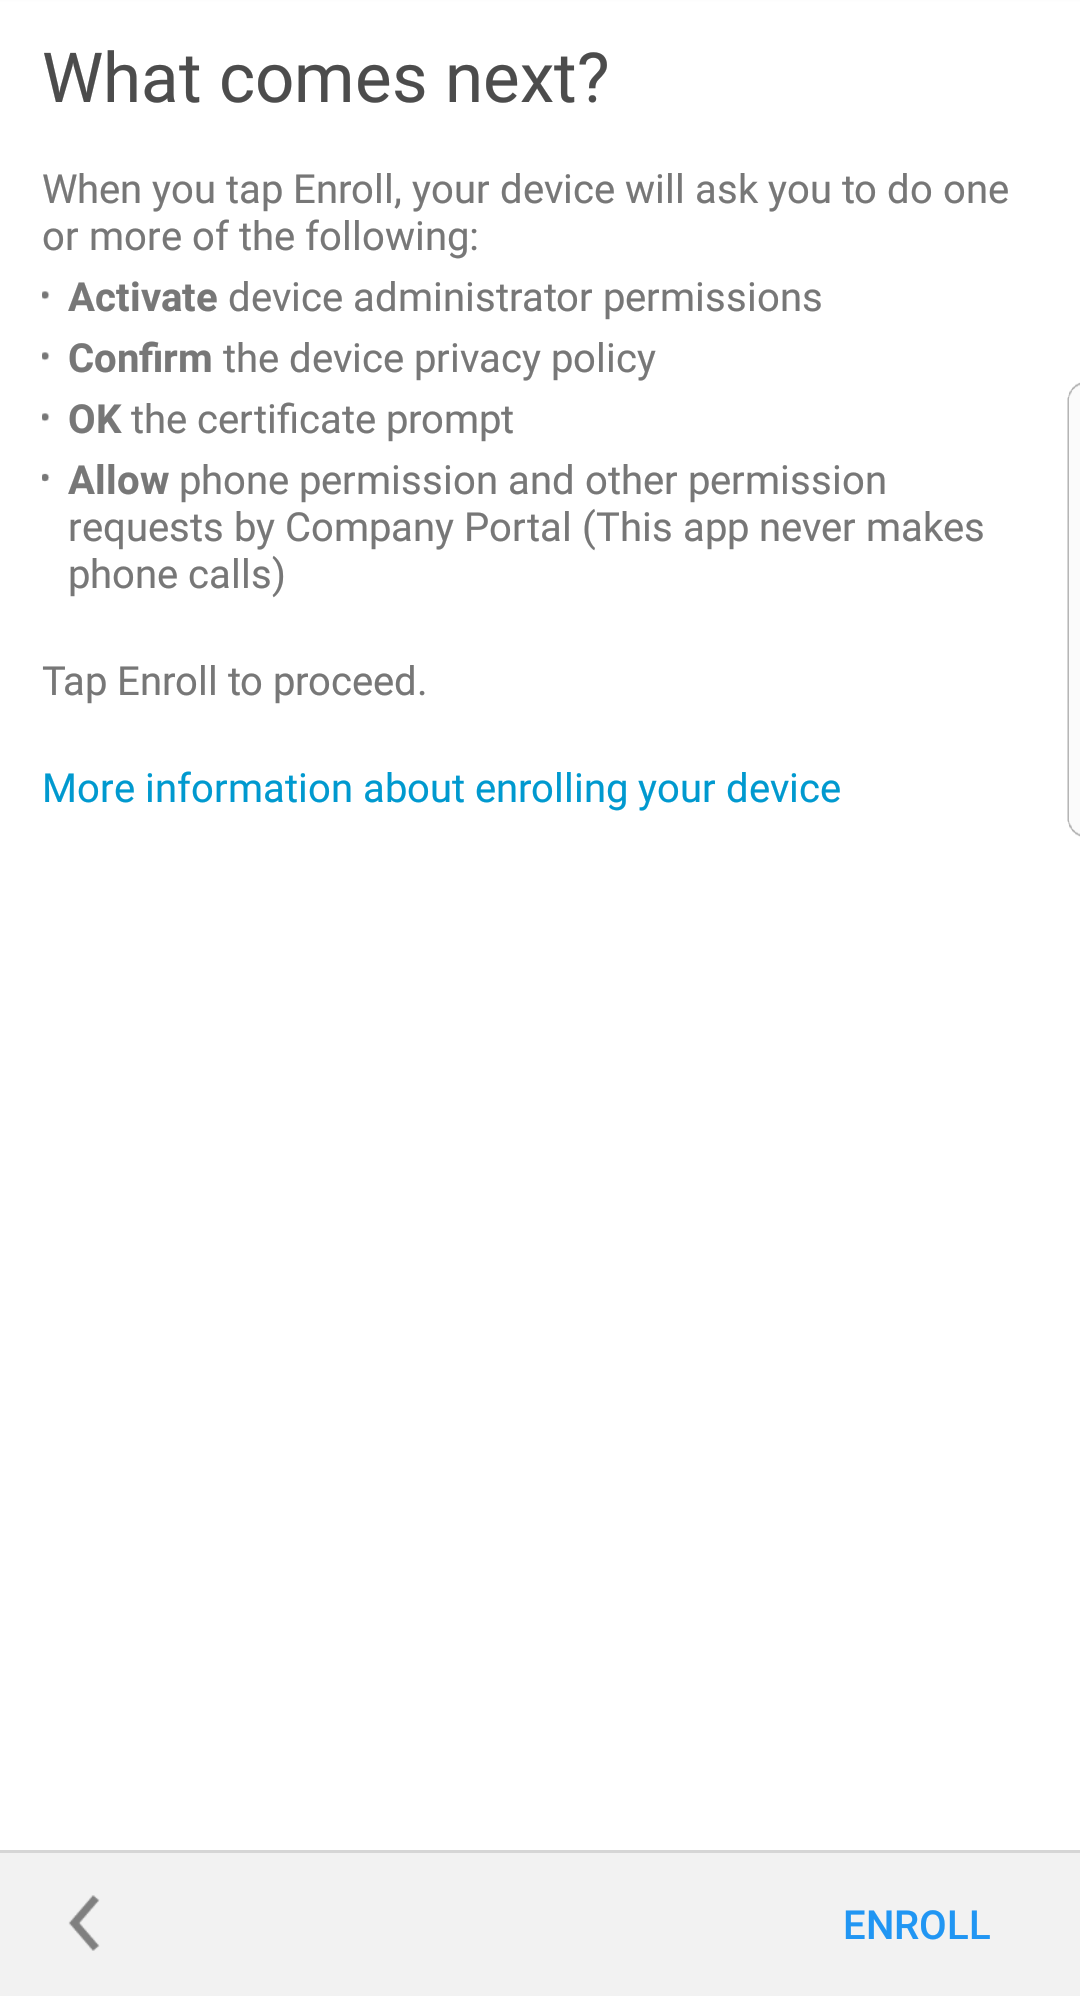 What comes next?
When you tap Enroll, your device will ask you to do one
or more of the following:
• Activate device administrator permissions
• Confirm the device privacy policy
• OK the certificate prompt
• Allow phone permission and other permission
requests by Company Portal (This app never makes
phone calls)
Tap Enroll to proceed.
More information about enrolling your device
ENROLL